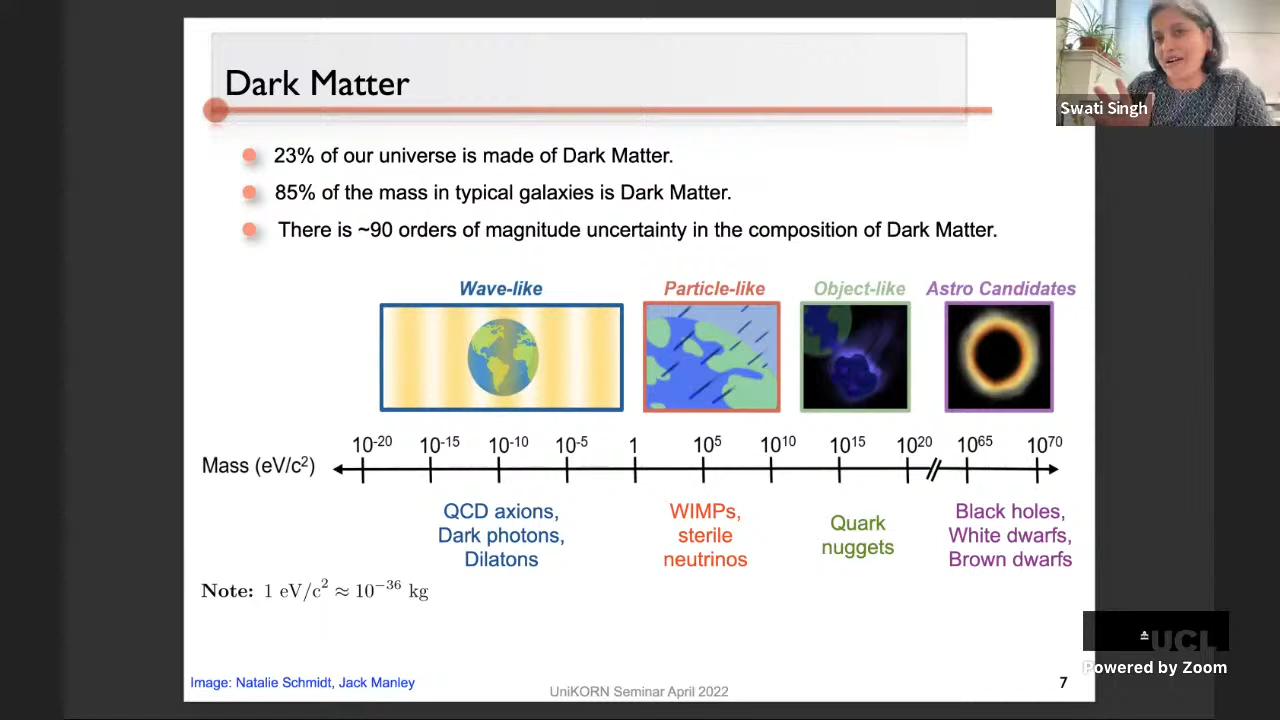 Dark Matter
Swati Singh
23% of our universe is made of Dark Matter.
85% of the mass in typical galaxies is Dark Matter.
There is ~90 orders of magnitude uncertainty in the composition of Dark Matter.
Wave-like Particle-like Object-like Astro Candidates
10⁻²⁰ 10⁻¹⁵ 10⁻¹⁰ 10⁻⁵ 1 10⁵ 10¹⁰ 10¹⁵ 10²⁰ 10⁶⁵ 10⁷⁰
Mass (eV/c²)
QCD axions,
Dark photons,
Dilatons
WIMPs,
sterile
neutrinos
Quark
nuggets
Black holes,
White dwarfs,
Brown dwarfs
Note: 1 eV/c² ≈ 10⁻³⁶ kg
UCL
Powered by Zoom
Image: Natalie Schmidt, Jack Manley
UniKORN Seminar April 2022
7